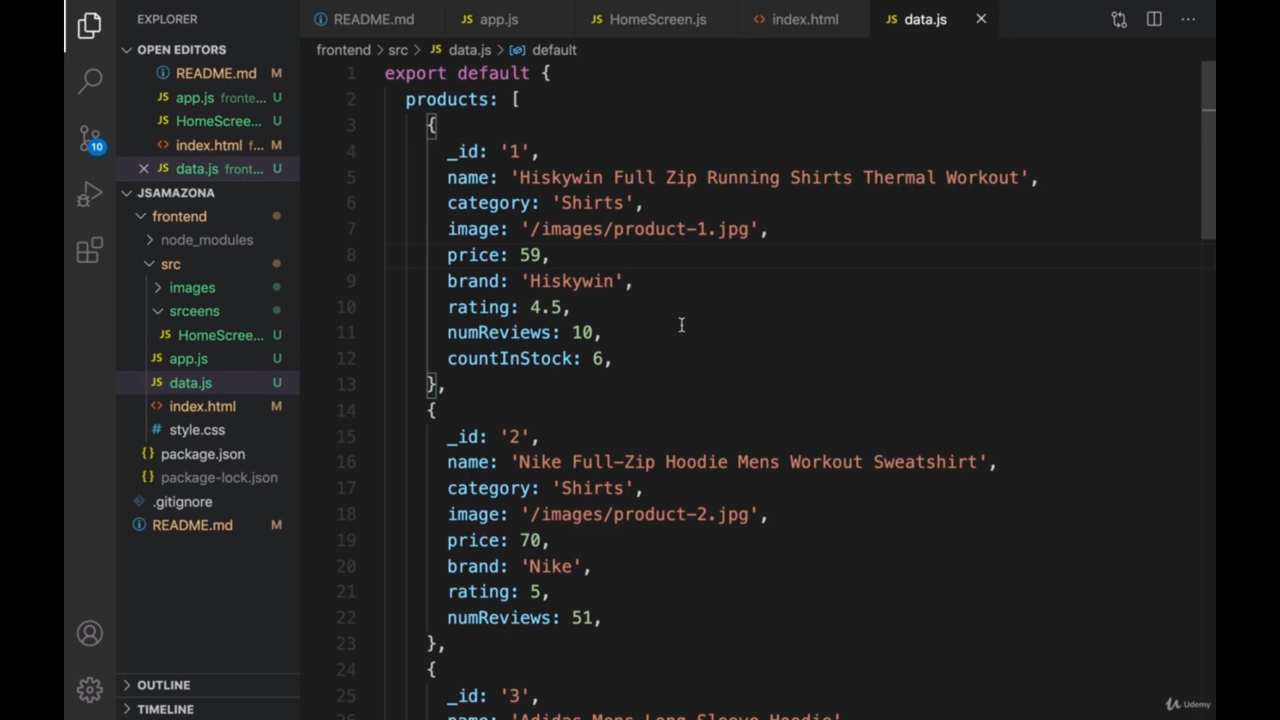 EXPLORER
OPEN EDITORS
README.md M
app.js fronte... U
HomeScree... U
index.html f... M
data.js front... U
JSAMAZONA
frontend
node_modules
src
images
srceens
HomeScree... U
app.js U
data.js U
index.html M
style.css
package.json
package-lock.json
.gitignore
README.md M
OUTLINE
TIMELINE
10
README.md
app.js
HomeScreen.js
index.html
data.js
frontend > src > JS data.js > default
1 export default {
2 products: [
3 {
4 _id: '1',
5 name: 'Hiskywin Full Zip Running Shirts Thermal Workout',
6 category: 'Shirts',
7 image: '/images/product-1.jpg',
8 price: 59,
9 brand: 'Hiskywin',
10 rating: 4.5,
11 numReviews: 10,
12 countInStock: 6,
13 },
14 {
15 _id: '2',
16 name: 'Nike Full-Zip Hoodie Mens Workout Sweatshirt',
17 category: 'Shirts',
18 image: '/images/product-2.jpg',
19 price: 70,
20 brand: 'Nike',
21 rating: 5,
22 numReviews: 51,
23 },
24 {
25 _id: '3',
26 name: 'Adidas Mens Long Sleeve Hoodie'
Udemy